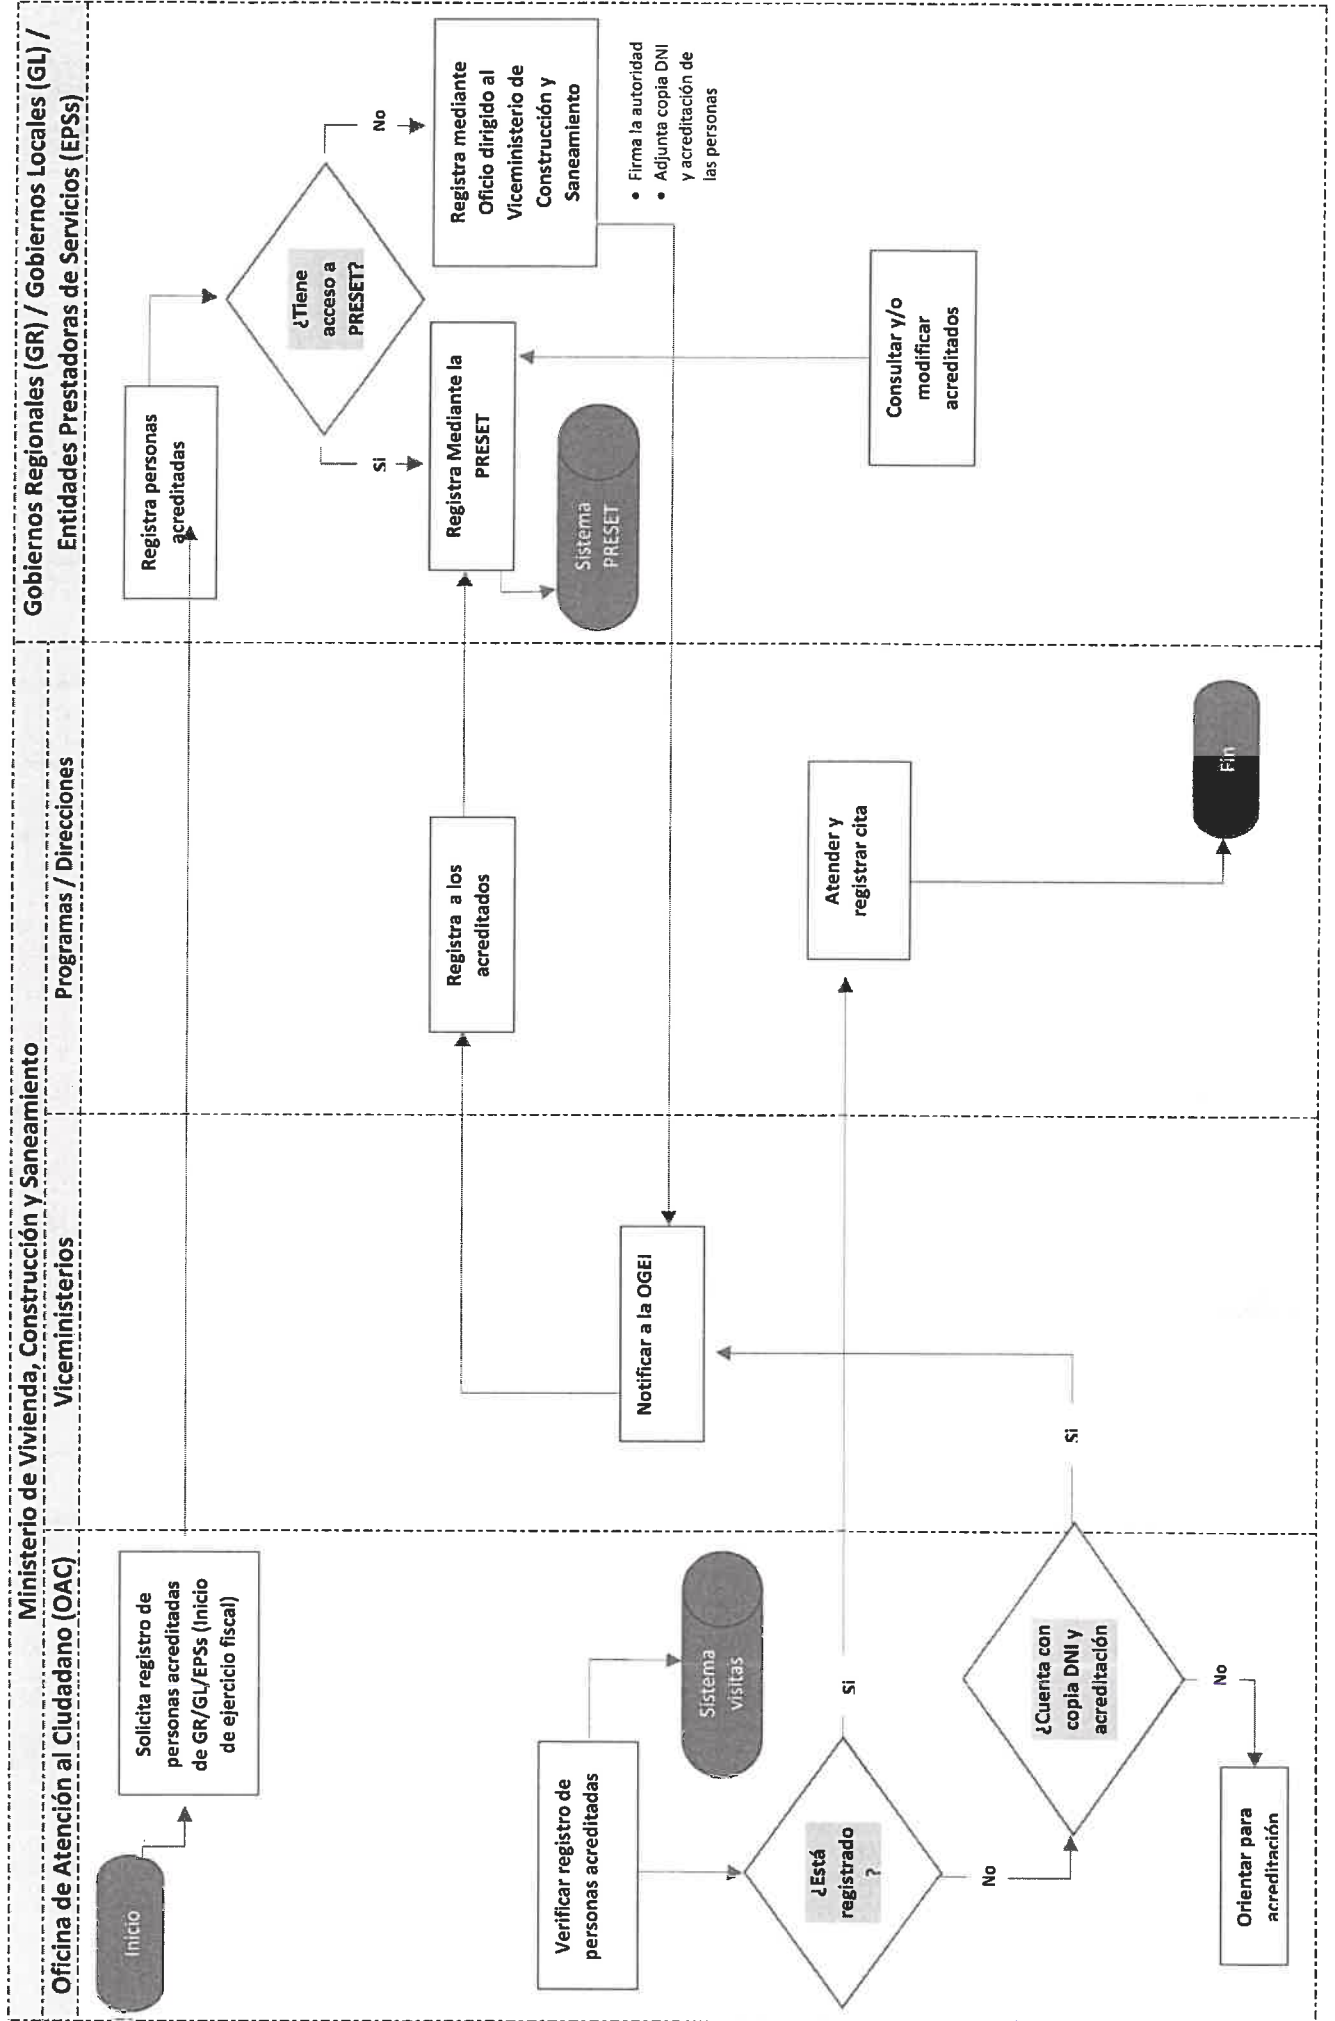 Ministerio de Vivienda, Construcción y Saneamiento
Gobiernos Regionales (GR) / Gobiernos Locales (GL) /
Entidades Prestadoras de Servicios (EPSs)
Oficina de Atención al Ciudadano (OAC)
Viceministerios
Programas / Direcciones
Inicio
Solicita registro de
personas acreditadas
de GR/GL/EPSs (Inicio
de ejercicio fiscal)
Registra personas
acreditadas
¿Tiene
acceso a
PRESET?
Si
No
Registra Mediante la
PRESET
Registra mediante
Oficio dirigido al
Viceministerio de
Construcción y
Saneamiento
• Firma la autoridad
• Adjunta copia DNI
y acreditación de
las personas
Sistema
PRESET
Registra a los
acreditados
Notificar a la OGEI
Consultar y/o
modificar
acreditados
Verificar registro de
personas acreditadas
Sistema
visitas
¿Está
registrado
?
Si
No
Atender y
registrar cita
¿Cuenta con
copia DNI y
acreditación
Si
No
Orientar para
acreditación
Fin